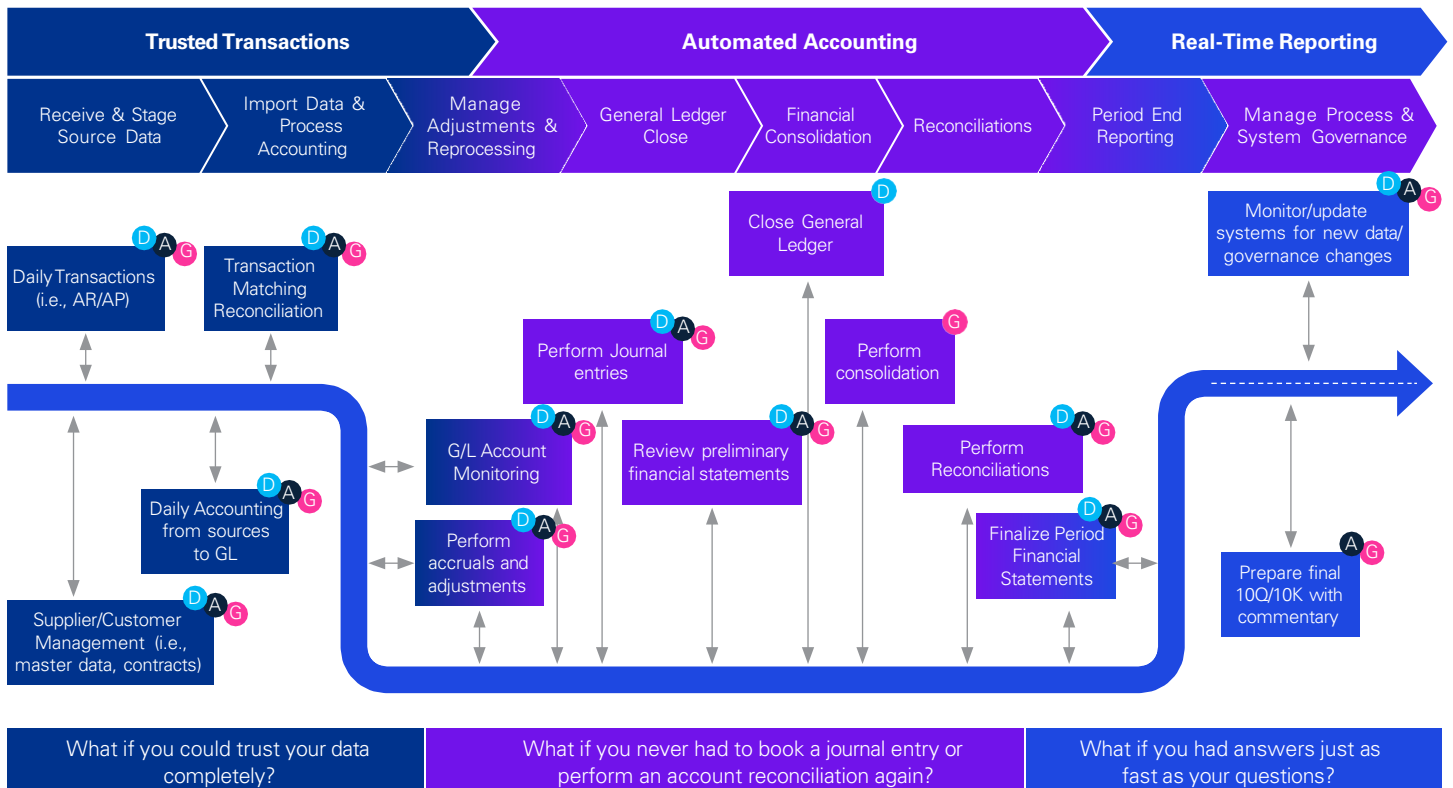 Trusted Transactions
Automated Accounting
Real-Time Reporting
Receive & Stage
Source Data
Import Data &
Process
Accounting
Manage
Adjustments &
Reprocessing
General Ledger
Close
Financial
Consolidation
Reconciliations
Period End
Reporting
Manage Process &
System Governance
D
A
G
Daily Transactions
(i.e., AR/AP)
D
A
G
Transaction
Matching
Reconciliation
D
Close General
Ledger
D
A
G
Monitor/update
systems for new data/
governance changes
D
A
G
Perform Journal
entries
G
Perform
consolidation
D
A
G
G/L Account
Monitoring
D
A
G
Review preliminary
financial statements
D
A
G
Perform
Reconciliations
D
A
G
Daily Accounting
from sources
to GL
D
A
G
Perform
accruals and
adjustments
D
A
G
Finalize Period
Financial
Statements
A
G
Prepare final
10Q/10K with
commentary
D
A
G
Supplier/Customer
Management (i.e.,
master data, contracts)
What if you could trust your data
completely?
What if you never had to book a journal entry or
perform an account reconciliation again?
What if you had answers just as
fast as your questions?